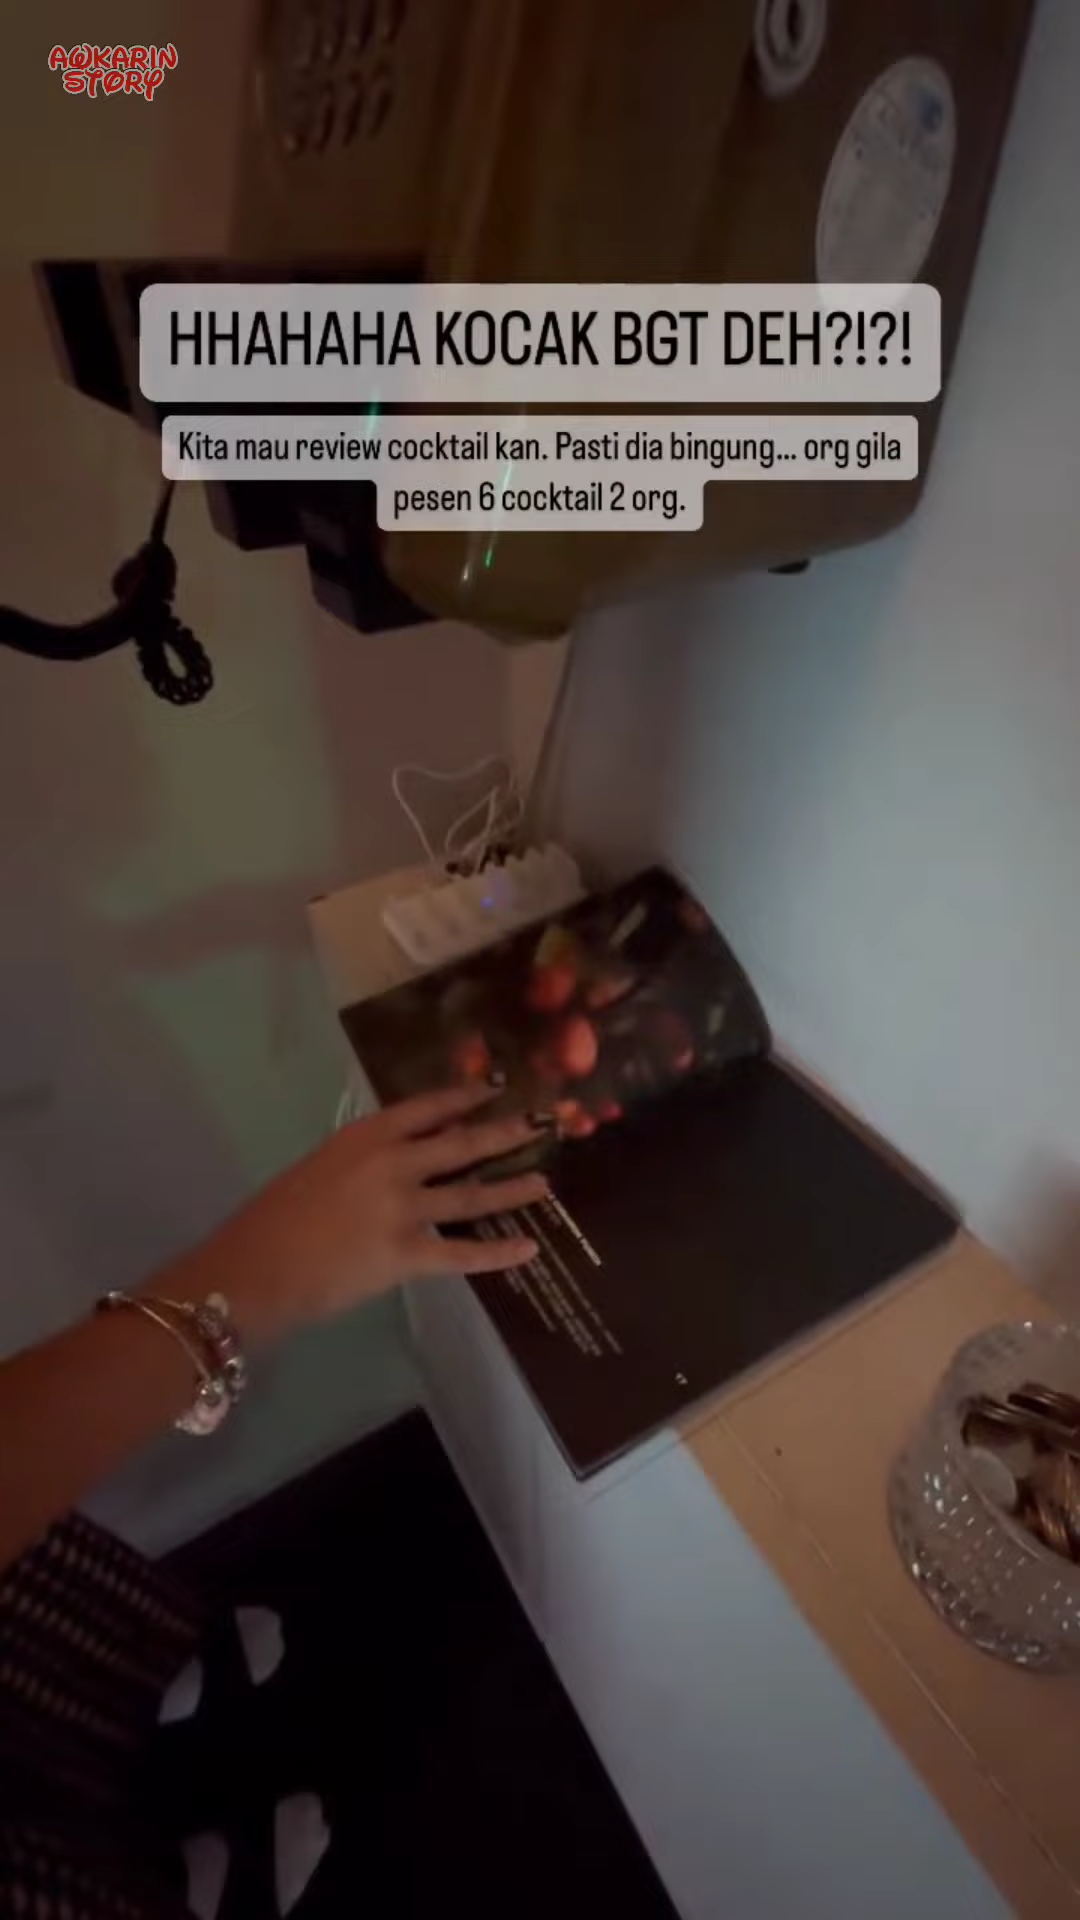 AWKARIN
STORY
HHAHAHA KOCAK BGT DEH?!?!
Kita mau review cocktail kan. Pasti dia bingung... org gila
pesen 6 cocktail 2 org.